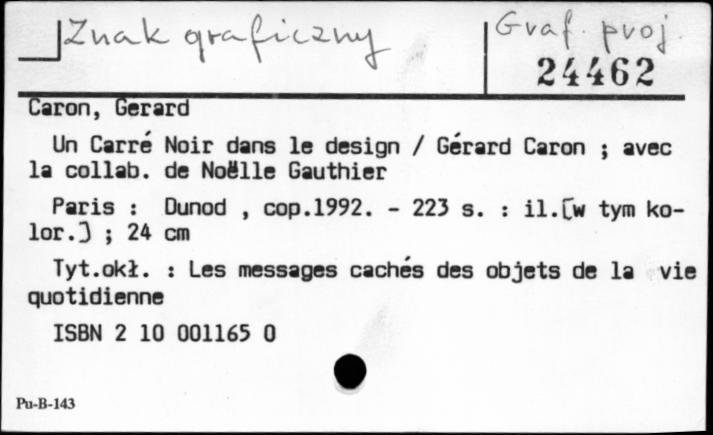 Znak graficzny
Graf. proj.
24462
Caron, Gérard
Un Carré Noir dans le design / Gérard Caron ; avec
la collab. de Noëlle Gauthier
Paris : Dunod , cop.1992. - 223 s. : il.[w tym ko-
lor.] ; 24 cm
Tyt.okł. : Les messages cachés des objets de la vie
quotidienne
ISBN 2 10 001165 0
Pu-B-143